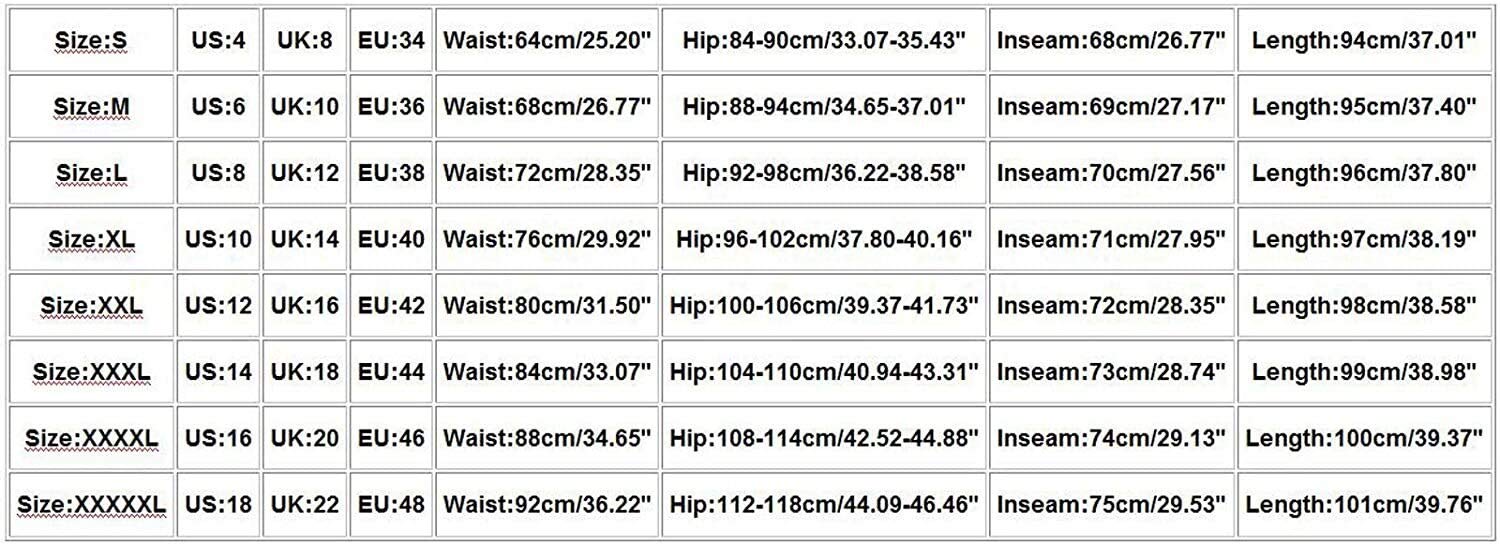 Size:S US:4 UK:8 EU:34 Waist:64cm/25.20" Hip:84-90cm/33.07-35.43" Inseam:68cm/26.77" Length:94cm/37.01"
Size:M US:6 UK:10 EU:36 Waist:68cm/26.77" Hip:88-94cm/34.65-37.01" Inseam:69cm/27.17" Length:95cm/37.40"
Size:L US:8 UK:12 EU:38 Waist:72cm/28.35" Hip:92-98cm/36.22-38.58" Inseam:70cm/27.56" Length:96cm/37.80"
Size:XL US:10 UK:14 EU:40 Waist:76cm/29.92" Hip:96-102cm/37.80-40.16" Inseam:71cm/27.95" Length:97cm/38.19"
Size:XXL US:12 UK:16 EU:42 Waist:80cm/31.50" Hip:100-106cm/39.37-41.73" Inseam:72cm/28.35" Length:98cm/38.58"
Size:XXXL US:14 UK:18 EU:44 Waist:84cm/33.07" Hip:104-110cm/40.94-43.31" Inseam:73cm/28.74" Length:99cm/38.98"
Size:XXXXL US:16 UK:20 EU:46 Waist:88cm/34.65" Hip:108-114cm/42.52-44.88" Inseam:74cm/29.13" Length:100cm/39.37"
Size:XXXXXL US:18 UK:22 EU:48 Waist:92cm/36.22" Hip:112-118cm/44.09-46.46" Inseam:75cm/29.53" Length:101cm/39.76"